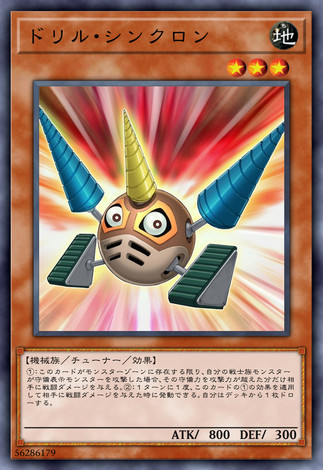 ドリル・シンクロン
地
【機械族／チューナー／効果】
①：このカードがモンスターゾーンに存在する限り、自分の戦士族モンスター
が守備表示モンスターを攻撃した場合、その守備力を攻撃力が超えた分だけ相
手に戦闘ダメージを与える。②：１ターンに１度、このカードの①の効果を適用
して相手に戦闘ダメージを与えた時に発動できる。自分はデッキから１枚ドロ
ーする。
ATK/ 800 DEF/ 300
56286179